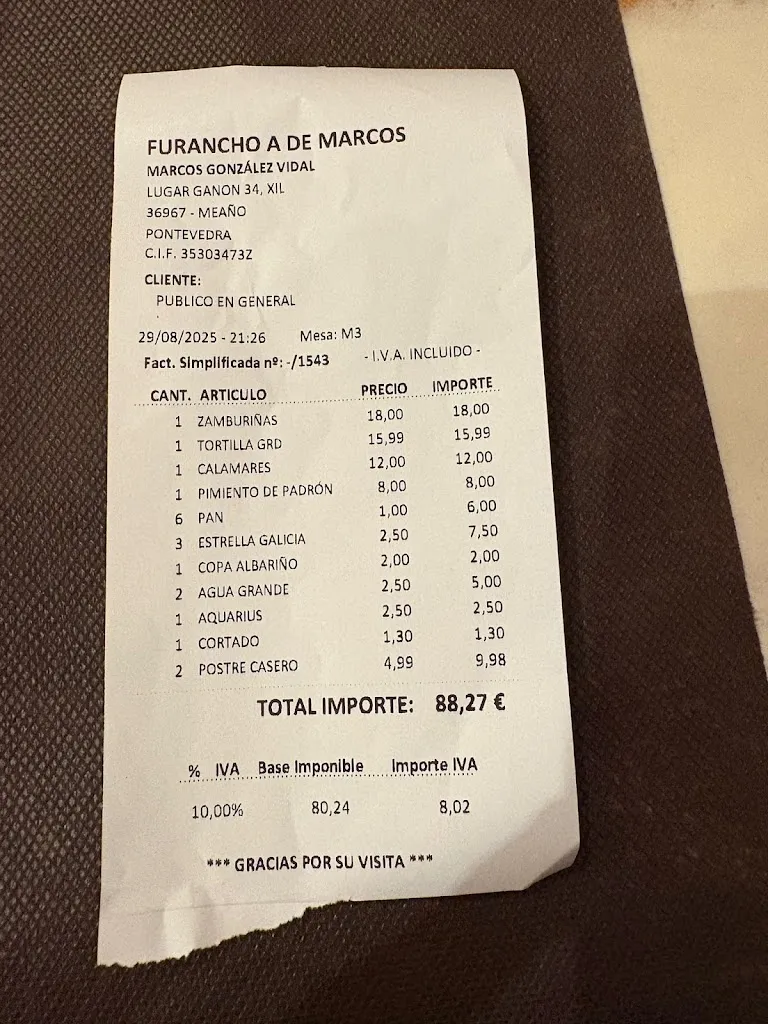 FURANCHO A DE MARCOS
MARCOS GONZÁLEZ VIDAL
LUGAR GANON 34, XIL
36967 - MEAÑO
PONTEVEDRA
C.I.F. 35303473Z
CLIENTE:
PUBLICO EN GENERAL
29/08/2025 - 21:26 Mesa: M3
Fact. Simplificada nº: -/1543 - I.V.A. INCLUIDO -
CANT. ARTICULO PRECIO IMPORTE
1 ZAMBURIÑAS 18,00 18,00
1 TORTILLA GRD 15,99 15,99
1 CALAMARES 12,00 12,00
1 PIMIENTO DE PADRÓN 8,00 8,00
6 PAN 1,00 6,00
3 ESTRELLA GALICIA 2,50 7,50
1 COPA ALBARIÑO 2,00 2,00
2 AGUA GRANDE 2,50 5,00
1 AQUARIUS 2,50 2,50
1 CORTADO 1,30 1,30
2 POSTRE CASERO 4,99 9,98
TOTAL IMPORTE: 88,27 €
% IVA Base Imponible Importe IVA
10,00% 80,24 8,02
*** GRACIAS POR SU VISITA ***